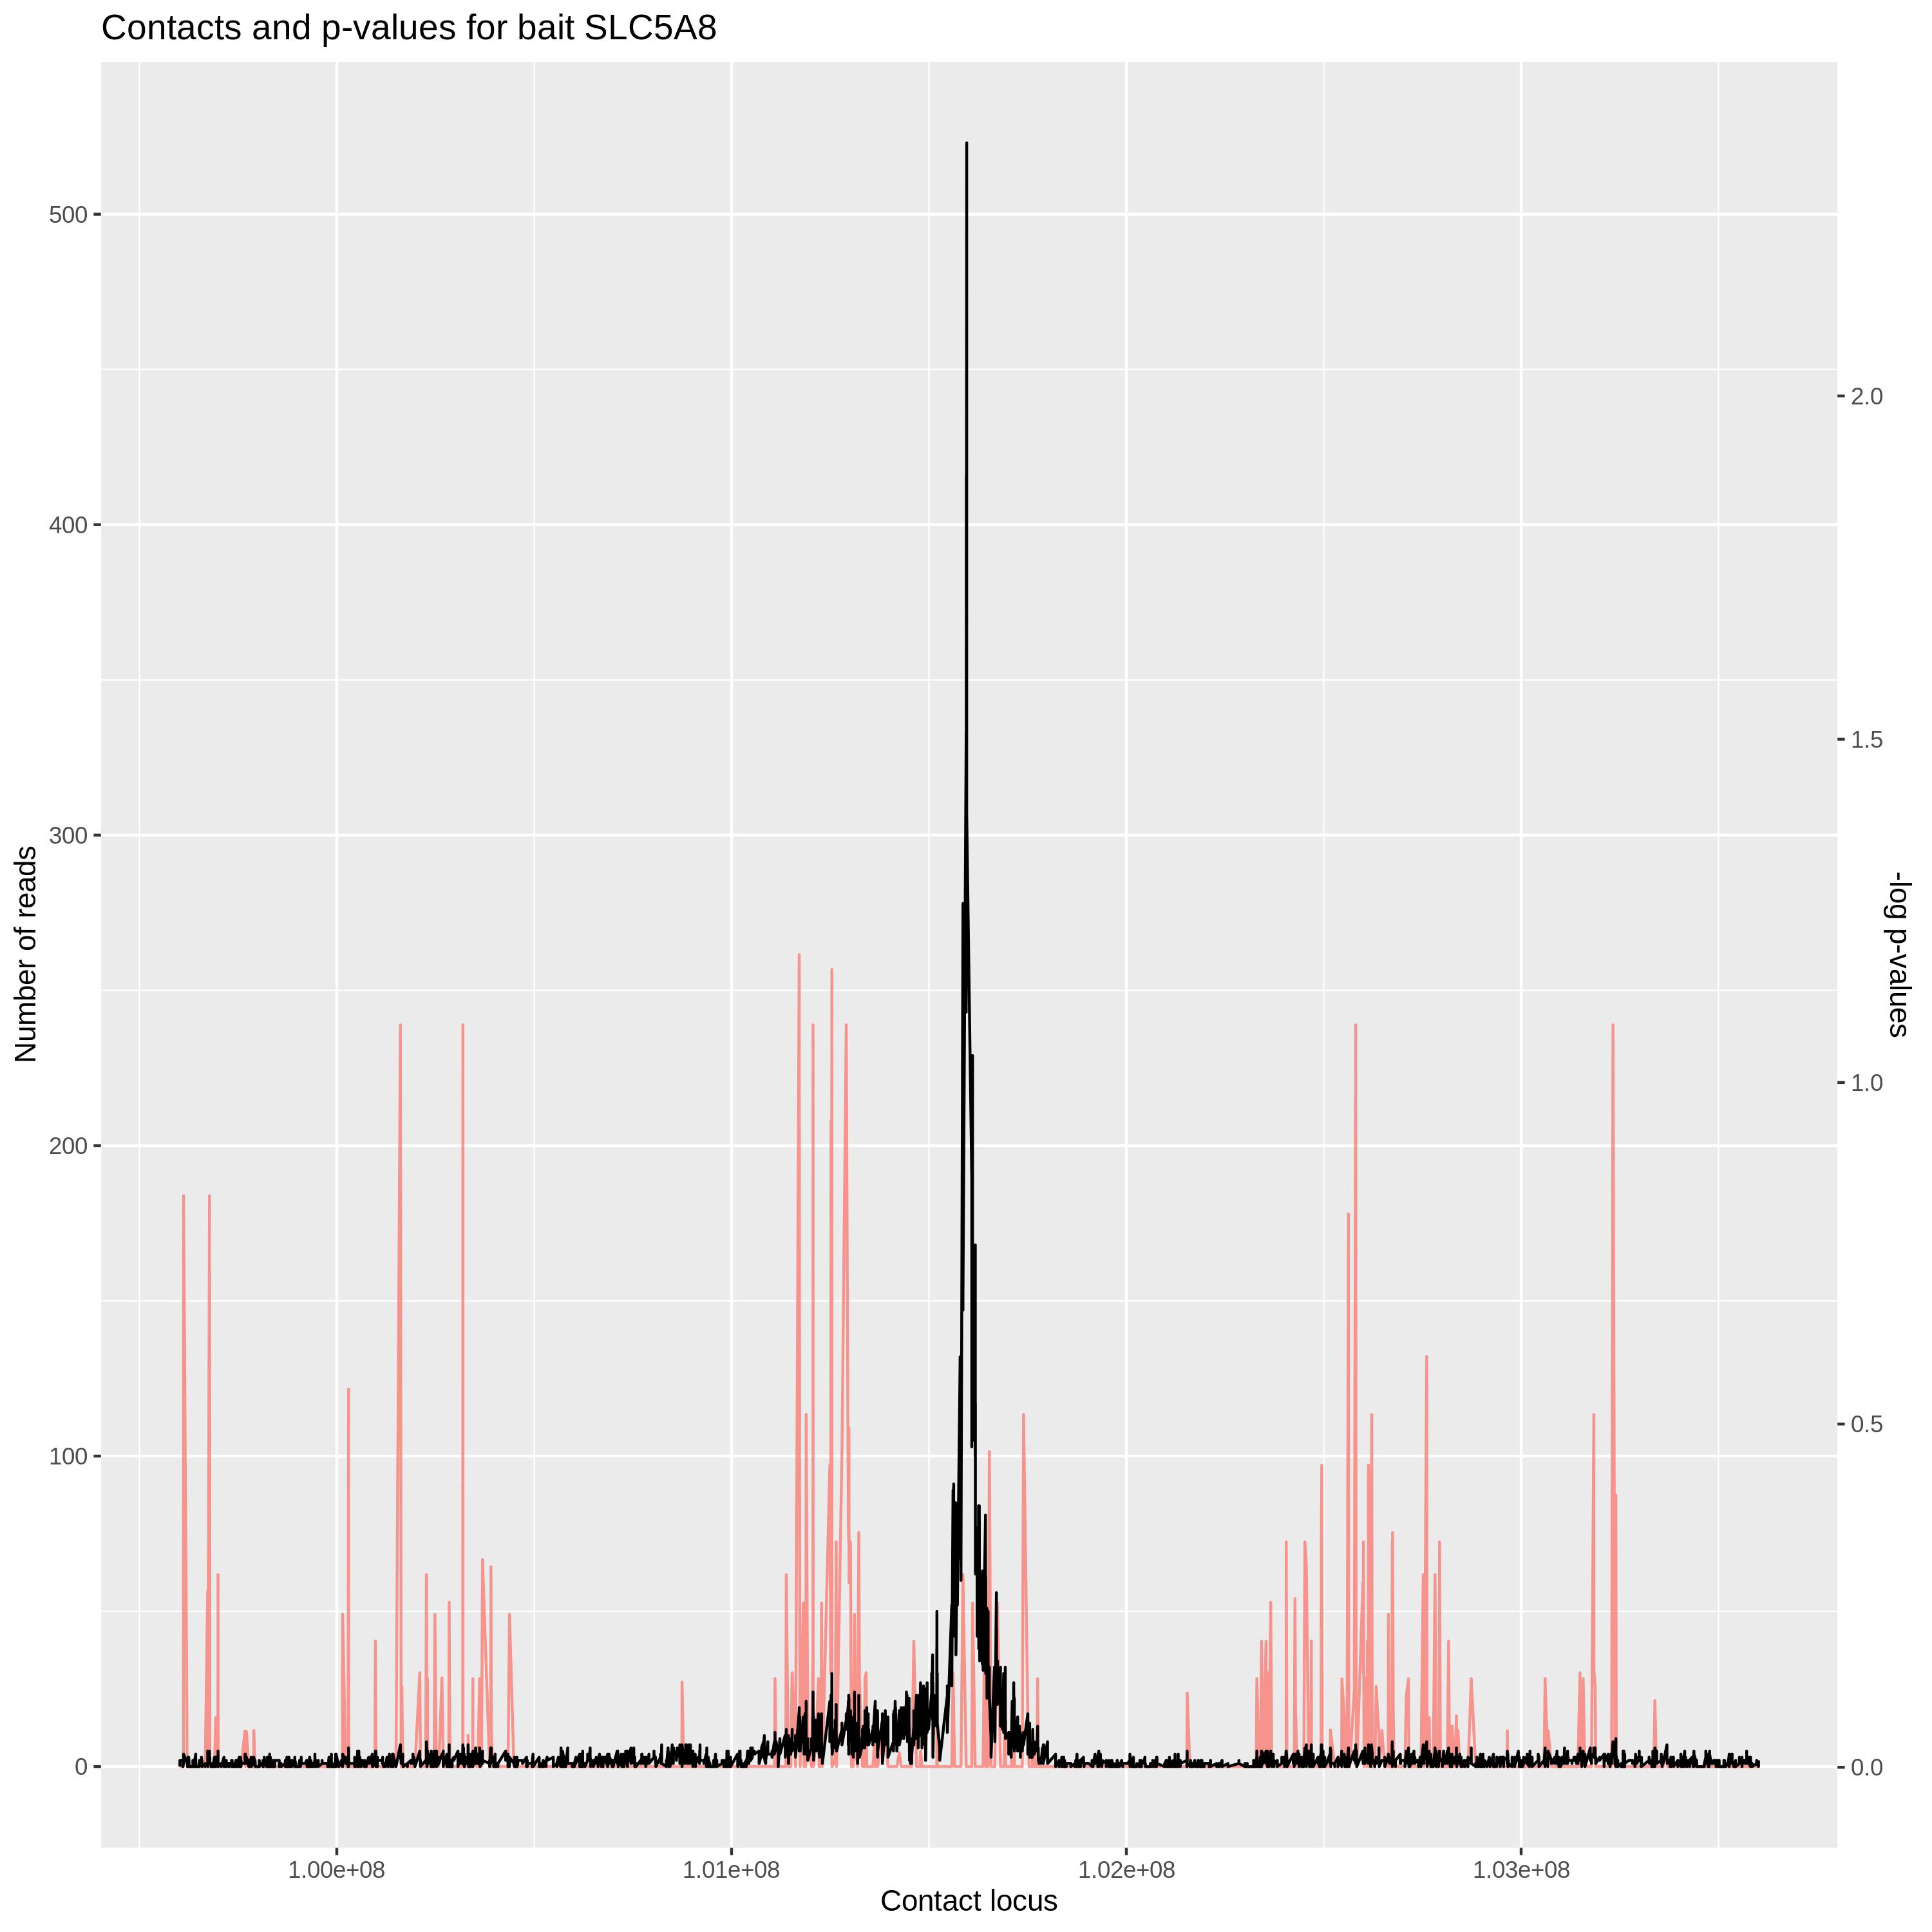 Contacts and p-values for bait SLC5A8
500
400
300
200
100
0
Number of reads
2.0
1.5
1.0
0.5
0.0
-log p-values
1.00e+08
1.01e+08
1.02e+08
1.03e+08
Contact locus